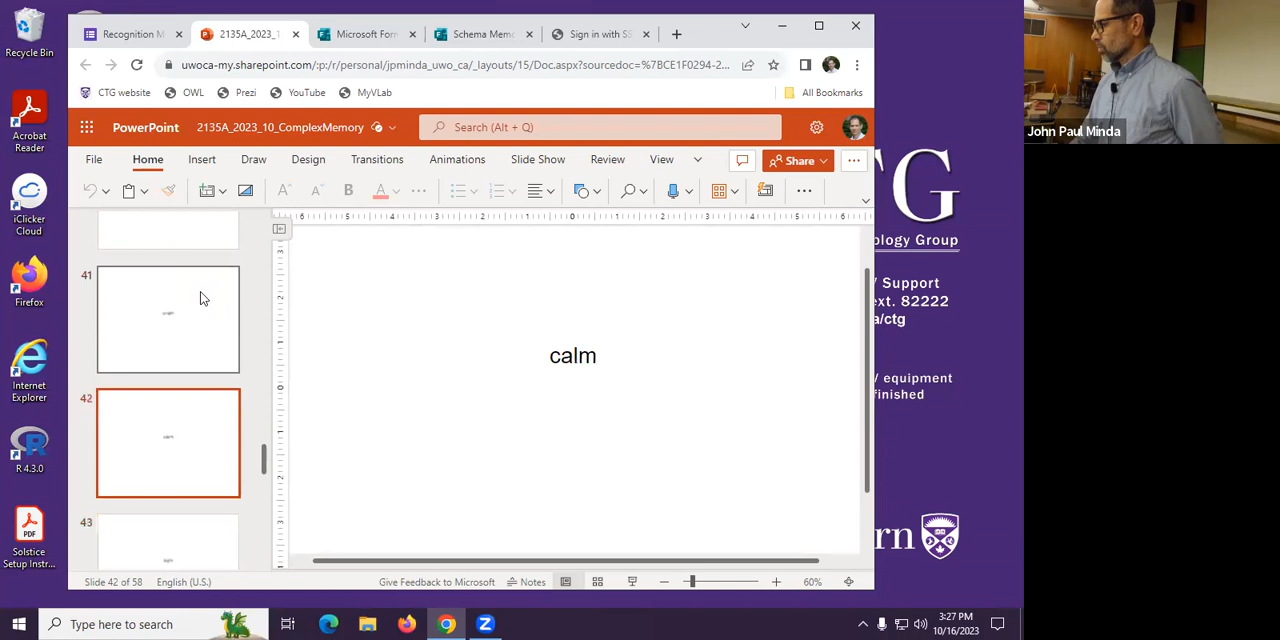 Recycle Bin
Acrobat
Reader
iClicker
Cloud
Firefox
Internet
Explorer
R 4.3.0
PDF
Solstice
Setup Instr...
Recognition M
2135A_2023_1
Microsoft For
Schema Mem
Sign in with S
uwoca-my.sharepoint.com/:p:/r/personal/jpminda_uwo_ca/_layouts/15/Doc.aspx?sourcedoc=%7BCE1F0294-2...
CTG website
OWL
Prezi
YouTube
MyVLab
All Bookmarks
PowerPoint
2135A_2023_10_ComplexMemory
Search (Alt + Q)
File
Home
Insert
Draw
Design
Transitions
Animations
Slide Show
Review
View
Share
41
42
43
calm
Slide 42 of 58
English (U.S.)
Give Feedback to Microsoft
Notes
60%
TG
ology Group
/ Support
ext. 82222
a/ctg
/ equipment
finished
rn
John Paul Minda
Type here to search
3:27 PM
10/16/2023